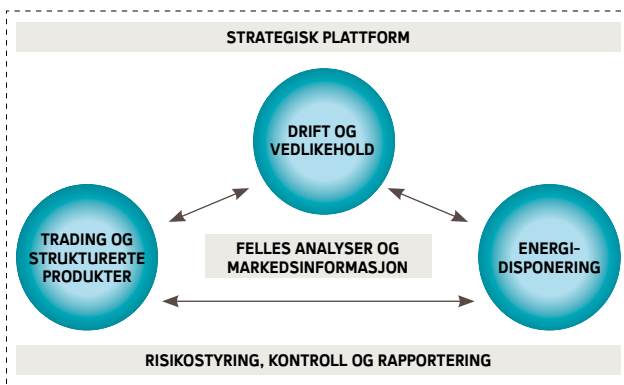 STRATEGISK PLATTFORM
DRIFT OG
VEDLIKEHOLD
TRADING OG
STRUKTURERTE
PRODUKTER
FELLES ANALYSER OG
MARKEDSINFORMASJON
ENERGI-
DISPONERING
RISIKOSTYRING, KONTROLL OG RAPPORTERING